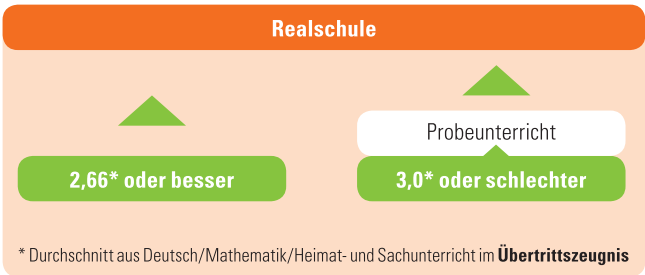 Realschule
Probeunterricht
2,66* oder besser
3,0* oder schlechter
* Durchschnitt aus Deutsch/Mathematik/Heimat- und Sachunterricht im Übertrittszeugnis